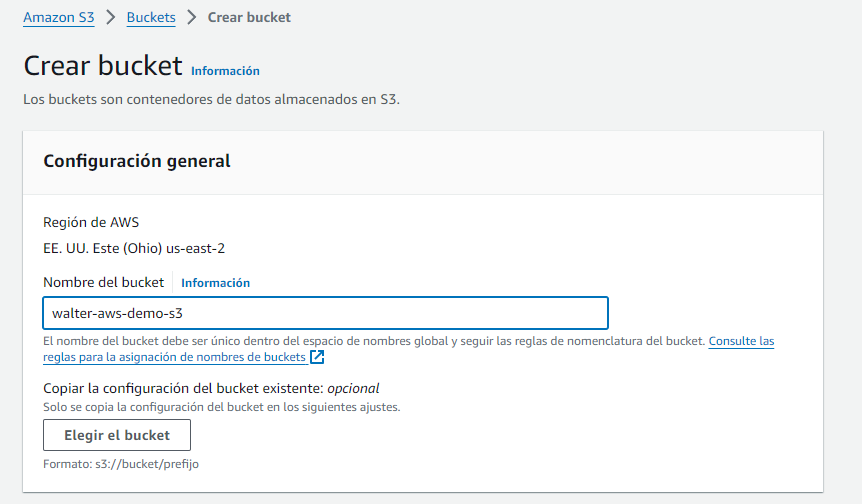 Amazon S3 > Buckets > Crear bucket
Crear bucket Información
Los buckets son contenedores de datos almacenados en S3.
Configuración general
Región de AWS
EE. UU. Este (Ohio) us-east-2
Nombre del bucket Información
walter-aws-demo-s3
El nombre del bucket debe ser único dentro del espacio de nombres global y seguir las reglas de nomenclatura del bucket. Consulte las
reglas para la asignación de nombres de buckets
Copiar la configuración del bucket existente: opcional
Solo se copia la configuración del bucket en los siguientes ajustes.
Elegir el bucket
Formato: s3://bucket/prefijo